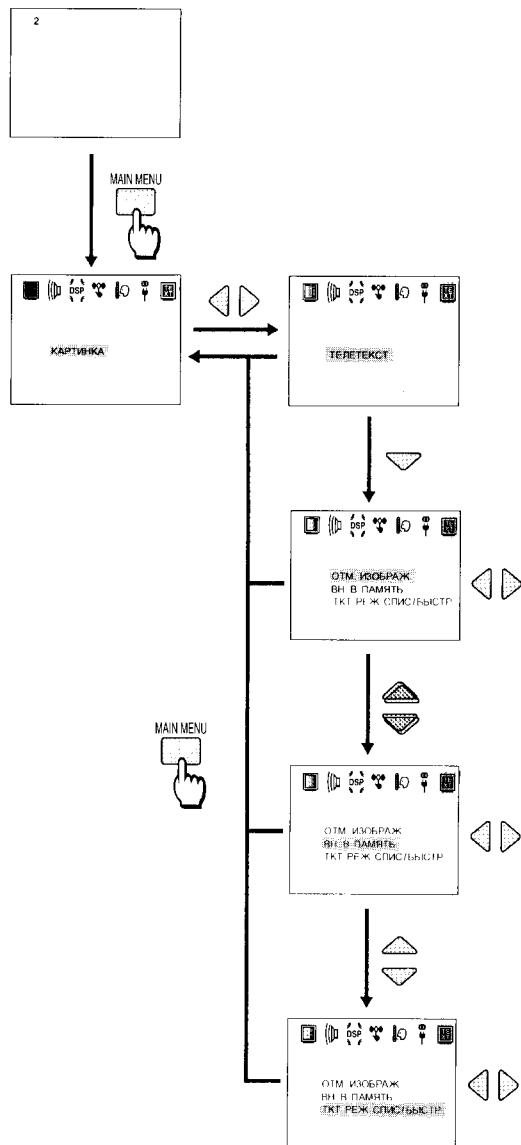 2
MAIN MENU
DSP
КАРТИНКА
DSP
ТЕЛЕТЕКСТ
DSP
ОТМ. ИЗОБРАЖ
ВН В ПАМЯТЬ
ТКТ РЕЖ СПИС/БЫСТР
MAIN MENU
DSP
ОТМ ИЗОБРАЖ
ВН В ПАМЯТЬ
ТКТ РЕЖ СПИС/БЫСТР
DSP
ОТМ ИЗОБРАЖ
ВН В ПАМЯТЬ
ТКТ РЕЖ СПИС/БЫСТР